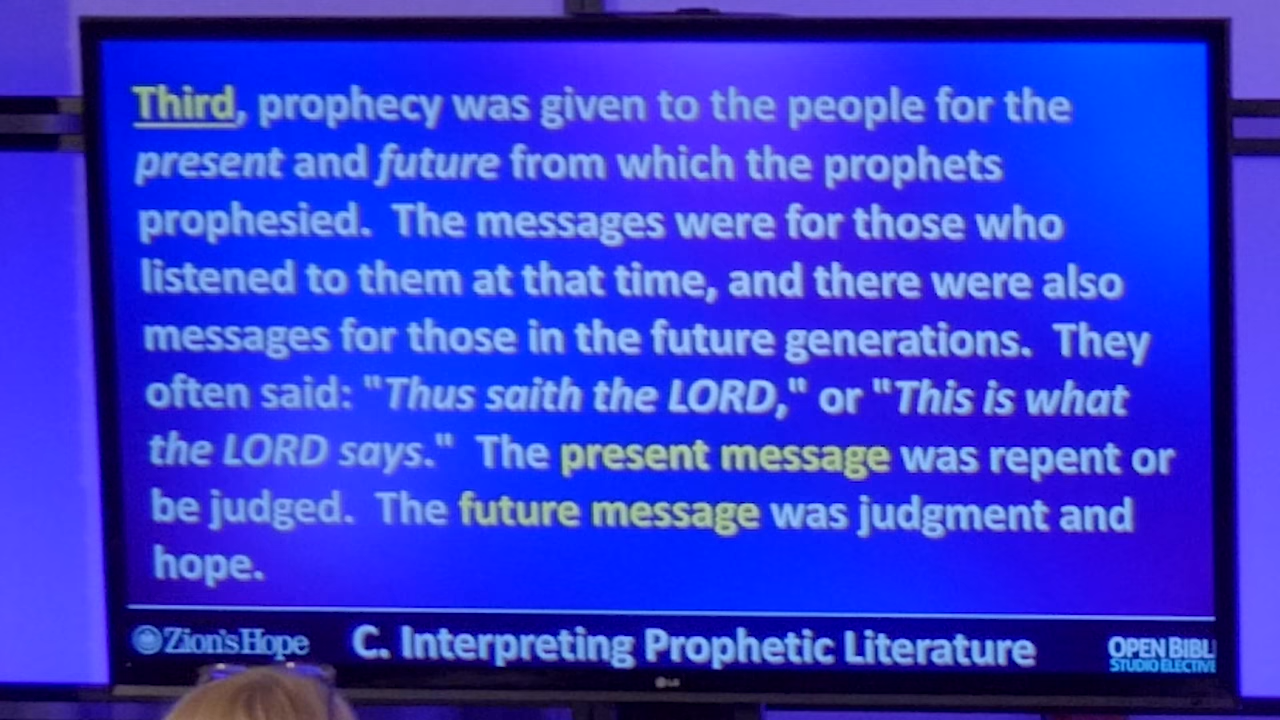 Third, prophecy was given to the people for the
present and future from which the prophets
prophesied.  The messages were for those who
listened to them at that time, and there were also
messages for those in the future generations.  They
often said: "Thus saith the LORD," or "This is what
the LORD says."  The present message was repent or
be judged.  The future message was judgment and
hope.
Zion's Hope
C. Interpreting Prophetic Literature
OPEN BIBL
STUDIO ELECTIVE
LG